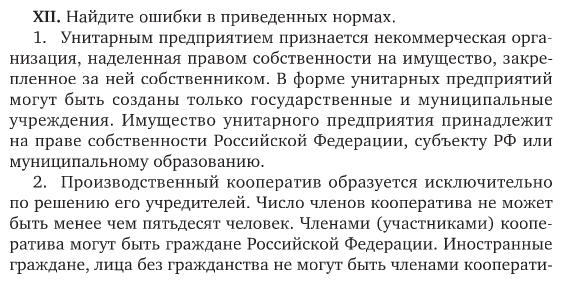 XII. Найдите ошибки в приведенных нормах.
1. Унитарным предприятием признается некоммерческая орга-
низация, наделенная правом собственности на имущество, закре-
пленное за ней собственником. В форме унитарных предприятий
могут быть созданы только государственные и муниципальные
учреждения. Имущество унитарного предприятия принадлежит
на праве собственности Российской Федерации, субъекту РФ или
муниципальному образованию.
2. Производственный кооператив образуется исключительно
по решению его учредителей. Число членов кооператива не может
быть менее чем пятьдесят человек. Членами (участниками) коопе-
ратива могут быть граждане Российской Федерации. Иностранные
граждане, лица без гражданства не могут быть членами кооперати-